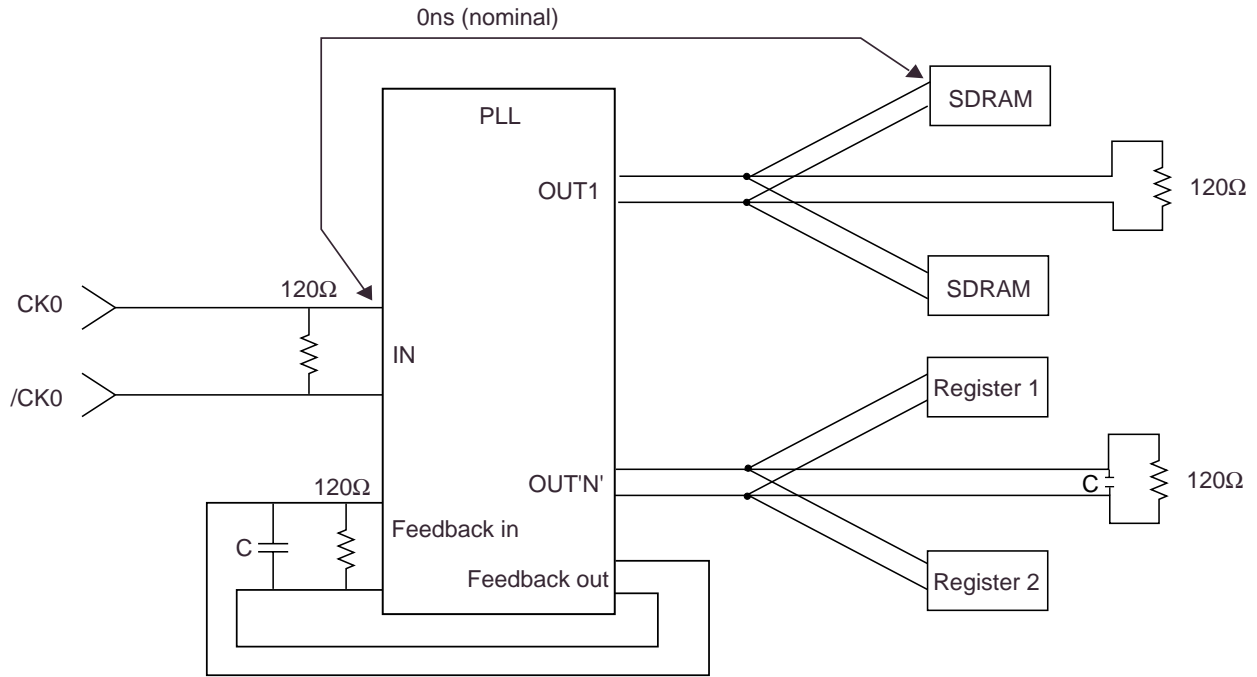 0ns (nominal)
PLL
SDRAM
OUT1
120Ω
SDRAM
CK0
120Ω
IN
/CK0
Register 1
120Ω
OUT'N'
C
120Ω
C
Feedback in
Feedback out
Register 2